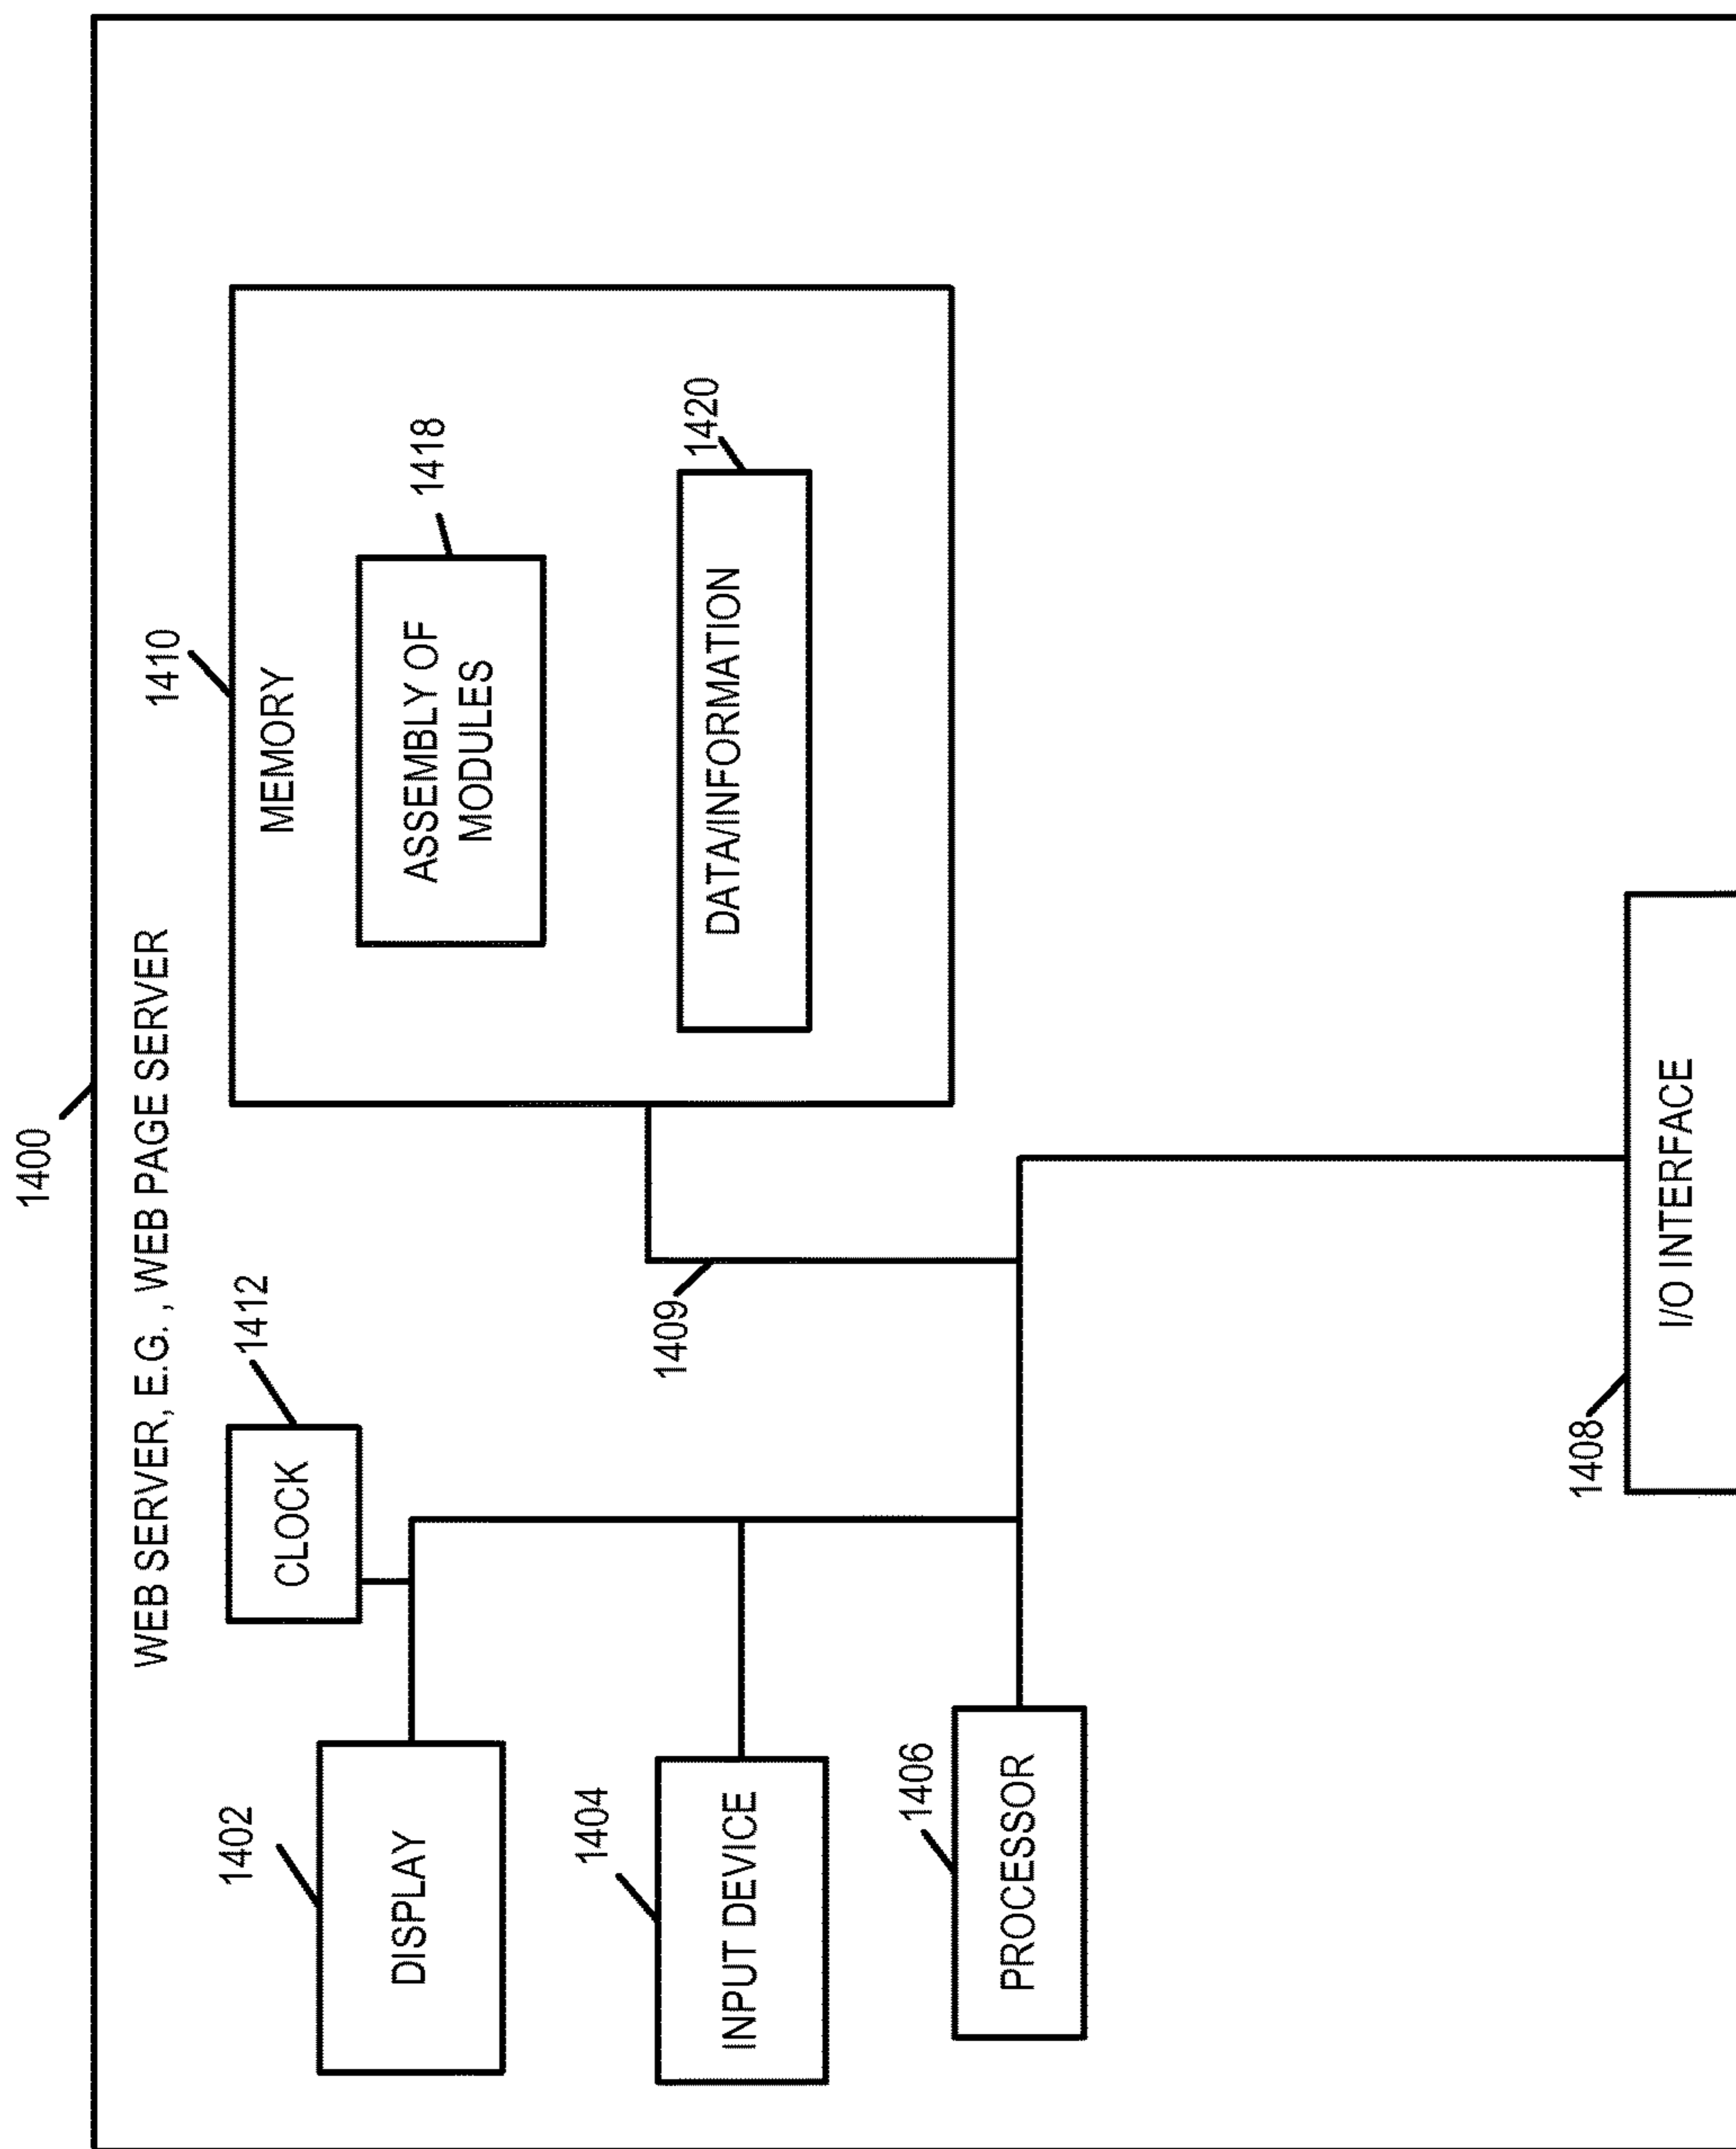 1400
WEB SERVER, E.G. , WEB PAGE SERVER
1402
DISPLAY
1412
CLOCK
1410
MEMORY
1418
ASSEMBLY OF
MODULES
1404
INPUT DEVICE
1409
1420
DATA/INFORMATION
1406
PROCESSOR
1408
I/O INTERFACE